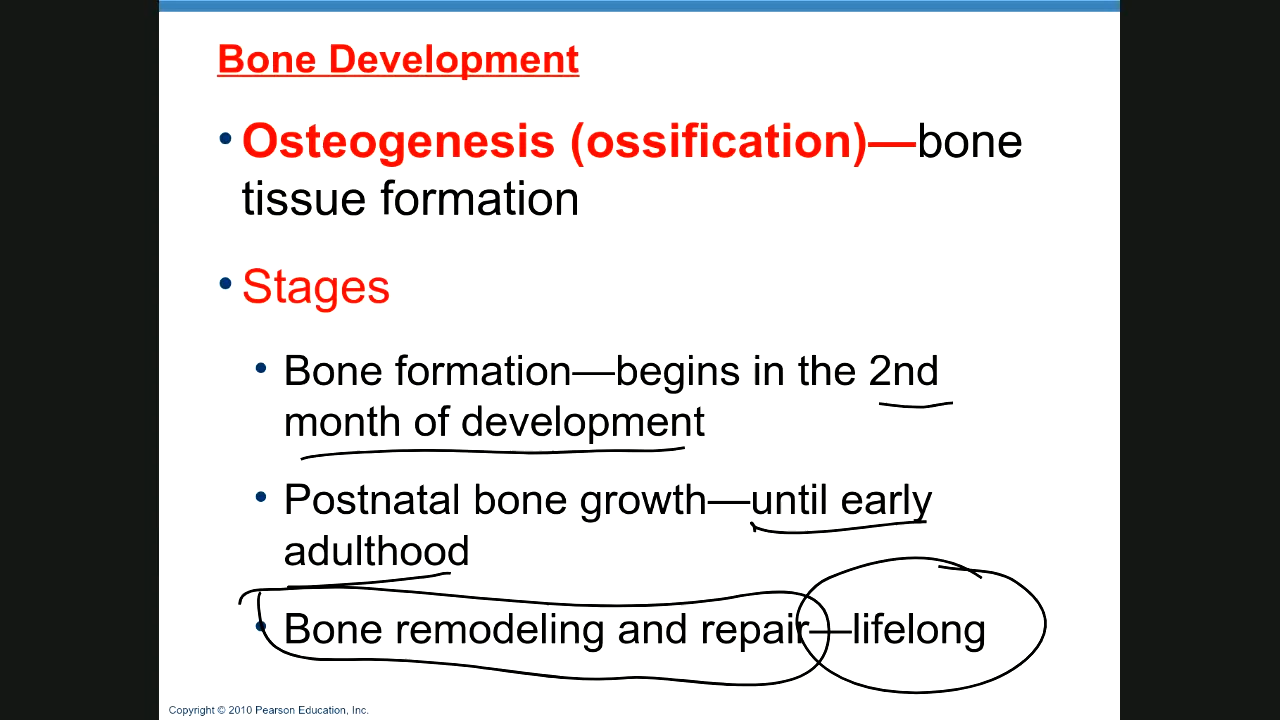 Bone Development
• Osteogenesis (ossification)—bone
tissue formation
• Stages
• Bone formation—begins in the 2nd
month of development
• Postnatal bone growth—until early
adulthood
• Bone remodeling and repair—lifelong
Copyright © 2010 Pearson Education, Inc.